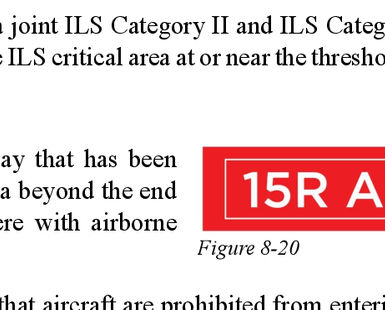 a joint ILS Category II and ILS Categ
e ILS critical area at or near the thresho
ay that has been
a beyond the end
ere with airborne
15R A
Figure 8-20
that aircraft are prohibited from enteri